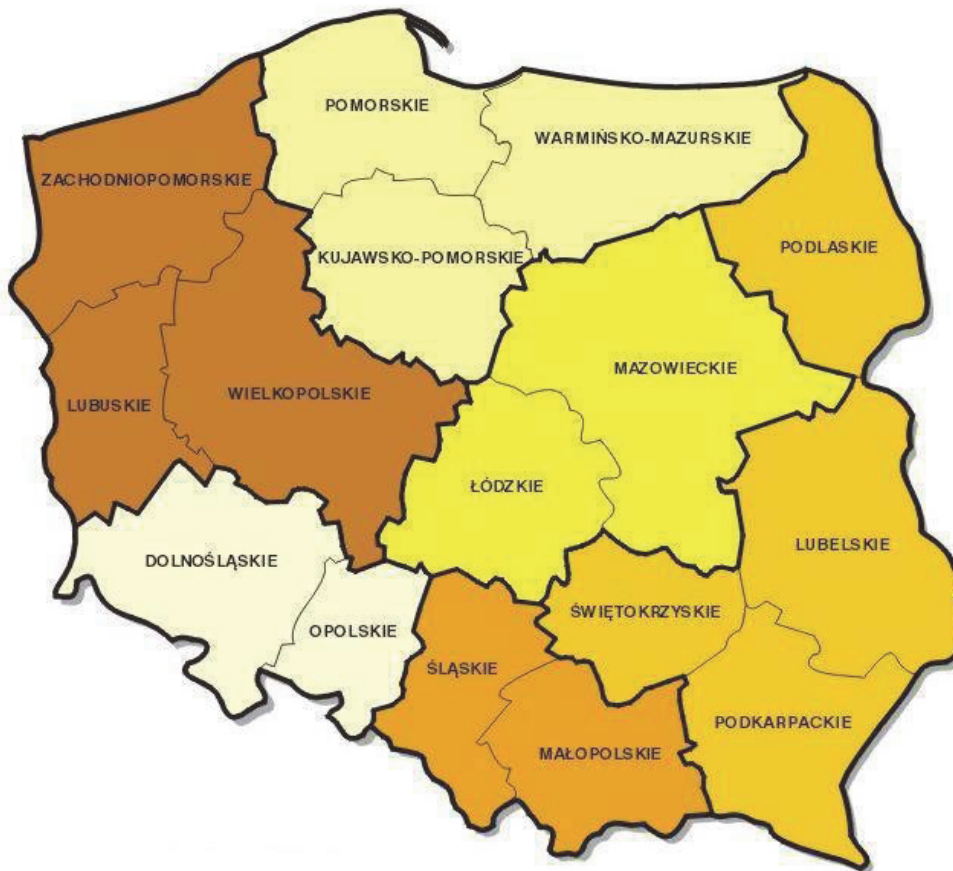 POMORSKIE
WARMIŃSKO-MAZURSKIE
ZACHODNIOPOMORSKIE
PODLASKIE
KUJAWSKO-POMORSKIE
MAZOWIECKIE
WIELKOPOLSKIE
LUBUSKIE
ŁÓDZKIE
LUBELSKIE
DOLNOŚLĄSKIE
ŚWIĘTOKRZYSKIE
OPOLSKIE
ŚLĄSKIE
PODKARPACKIE
MAŁOPOLSKIE